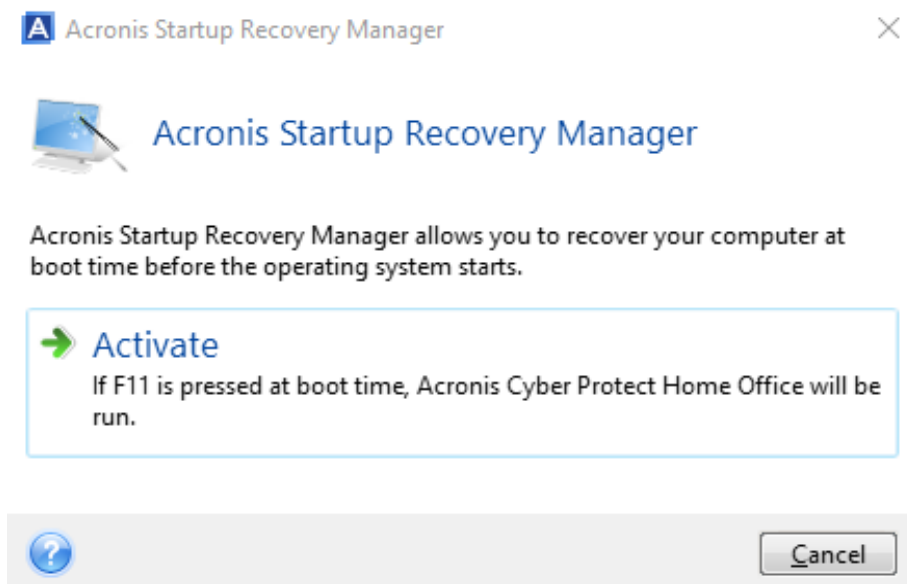 Acronis Startup Recovery Manager
Acronis Startup Recovery Manager
Acronis Startup Recovery Manager allows you to recover your computer at
boot time before the operating system starts.
Activate
If F11 is pressed at boot time, Acronis Cyber Protect Home Office will be
run.
Cancel